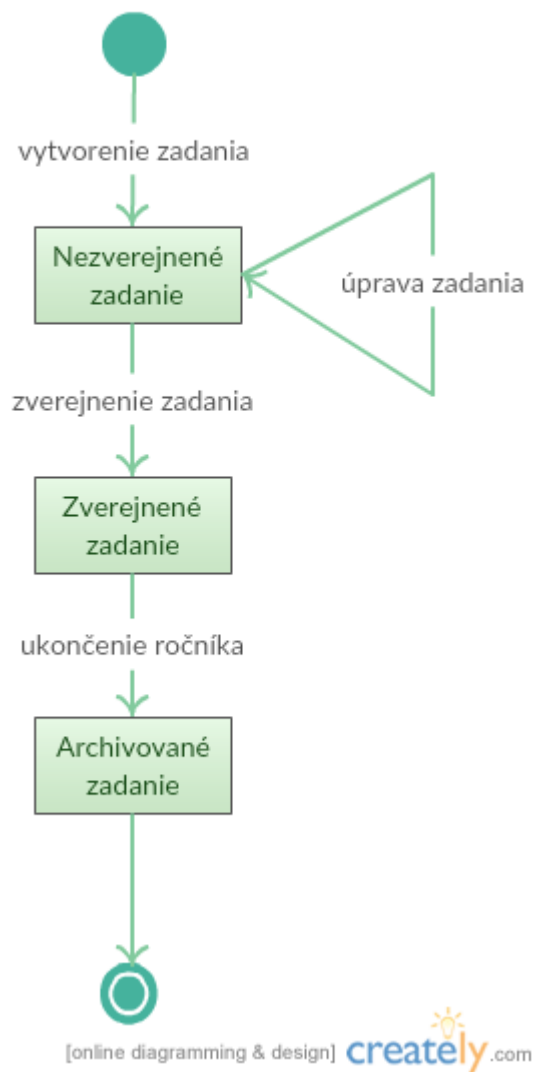 vytvorenie zadania
Nezverejnené
zadanie
úprava zadania
zverejnenie zadania
Zverejnené
zadanie
ukončenie ročníka
Archivované
zadanie
[online diagramming & design] creately.com